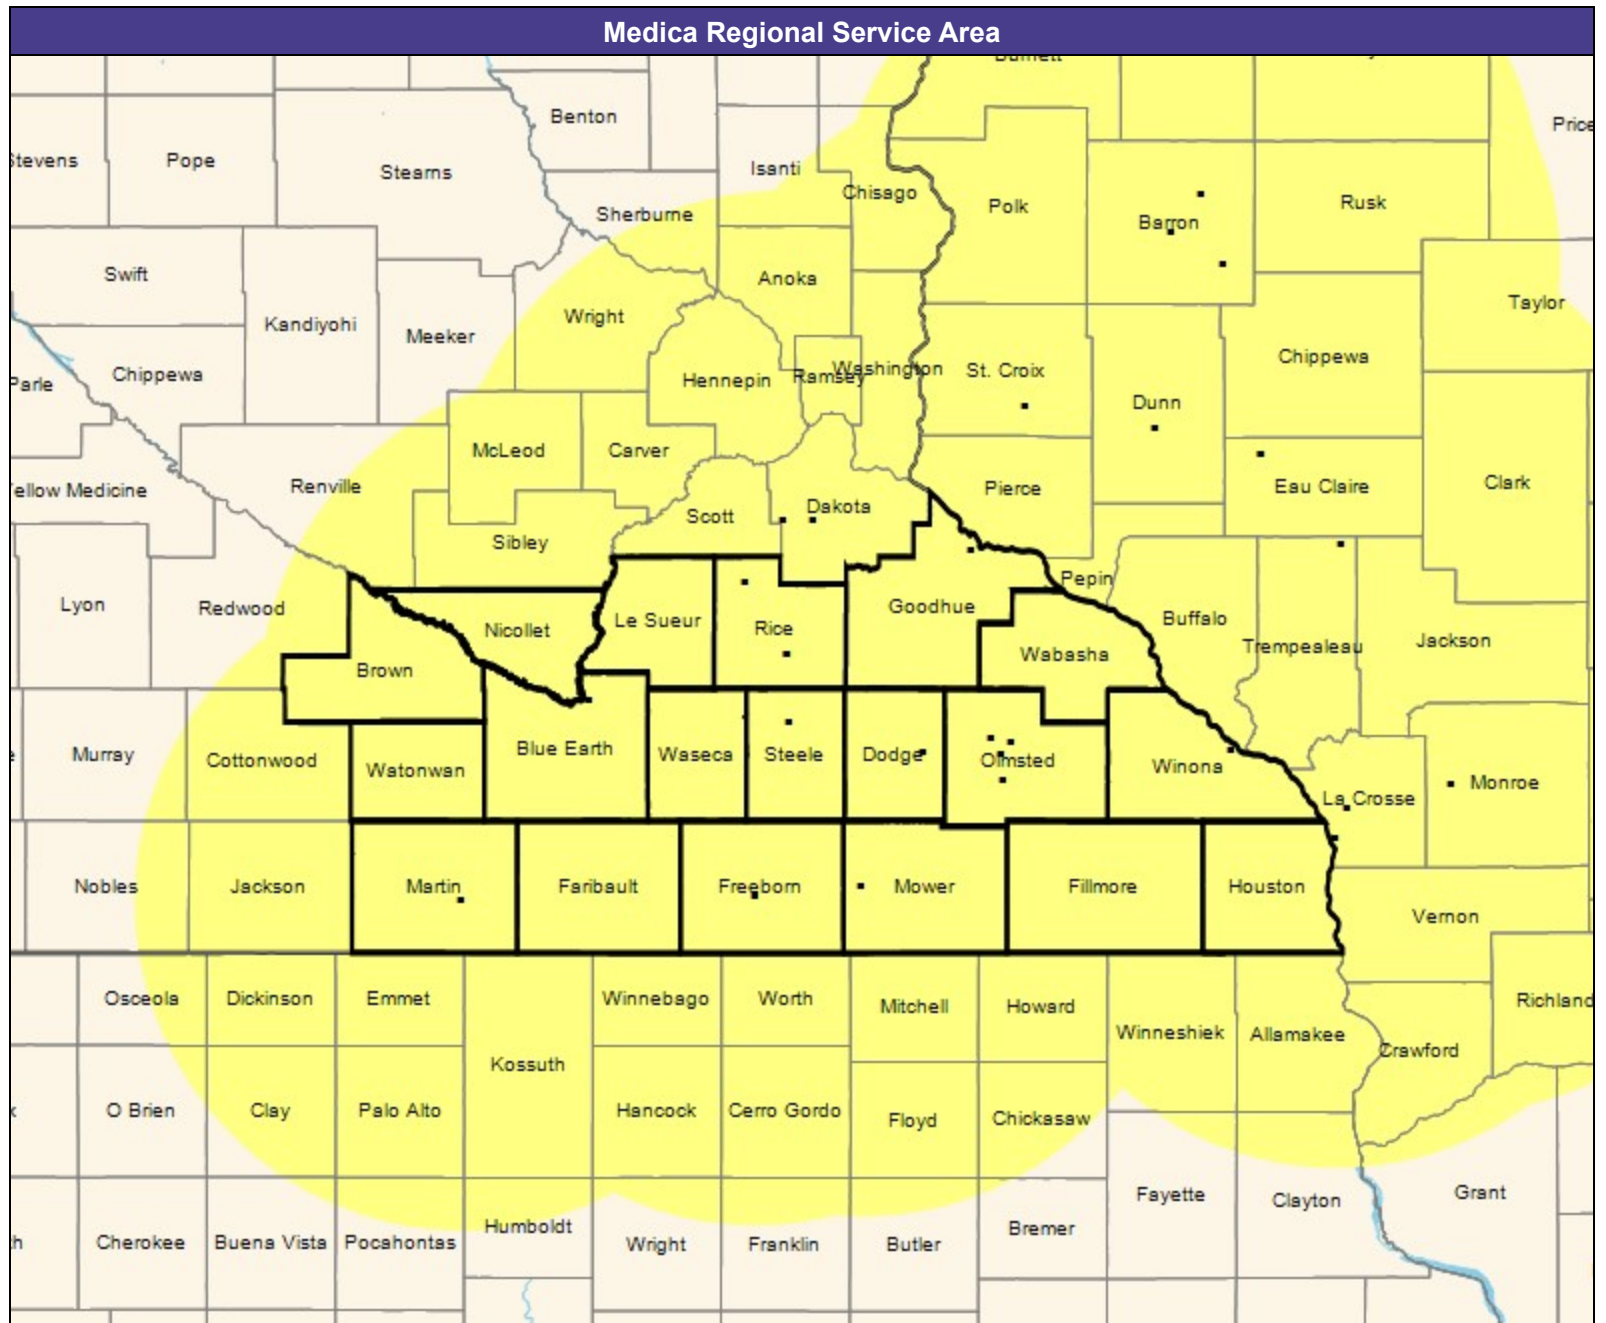 Medica Regional Service Area
Benton
Price
Stevens
Pope
Stearns
Isanti
Chisago
Polk
Barron
Rusk
Sherburne
Swift
Anoka
Taylor
Kandiyohi
Meeker
Wright
Chippewa
Chippewa
Parle
Hennepin
Ramsey
Washington
St. Croix
Dunn
McLeod
Carver
Renville
Yellow Medicine
Pierce
Eau Claire
Clark
Scott
Dakota
Sibley
Pepin
Lyon
Redwood
Nicollet
Le Sueur
Rice
Goodhue
Buffalo
Trempealeau
Jackson
Brown
Wabasha
Murray
Cottonwood
Watonwan
Blue Earth
Waseca
Steele
Dodge
Olmsted
Winona
La Crosse
Monroe
Nobles
Jackson
Martin
Faribault
Freeborn
Mower
Fillmore
Houston
Vernon
Osceola
Dickinson
Emmet
Winnebago
Worth
Mitchell
Howard
Richland
Winneshiek
Allamakee
Crawford
Kossuth
O Brien
Clay
Palo Alto
Hancock
Cerro Gordo
Floyd
Chickasaw
Fayette
Clayton
Grant
Cherokee
Buena Vista
Pocahontas
Humboldt
Wright
Franklin
Butler
Bremer